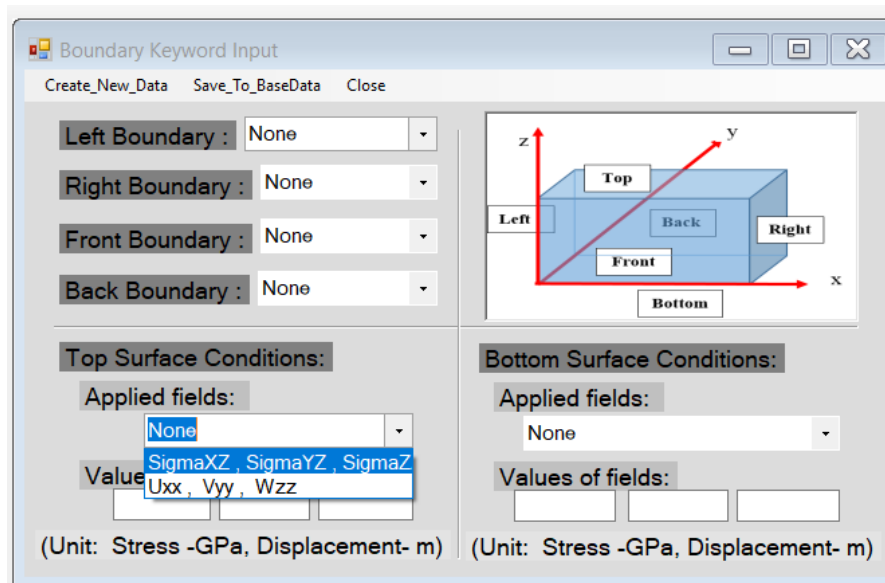 Boundary Keyword Input
Create_New_Data Save_To_BaseData Close
Left Boundary : None
Right Boundary : None
Front Boundary : None
Back Boundary : None
z
y
Top
Left
Back
Right
Front
x
Bottom
Top Surface Conditions:
Applied fields:
None
SigmaXZ , SigmaYZ , SigmaZ
Uxx , Vyy , Wzz
Value
(Unit: Stress -GPa, Displacement- m)
Bottom Surface Conditions:
Applied fields:
None
Values of fields:
(Unit: Stress -GPa, Displacement- m)